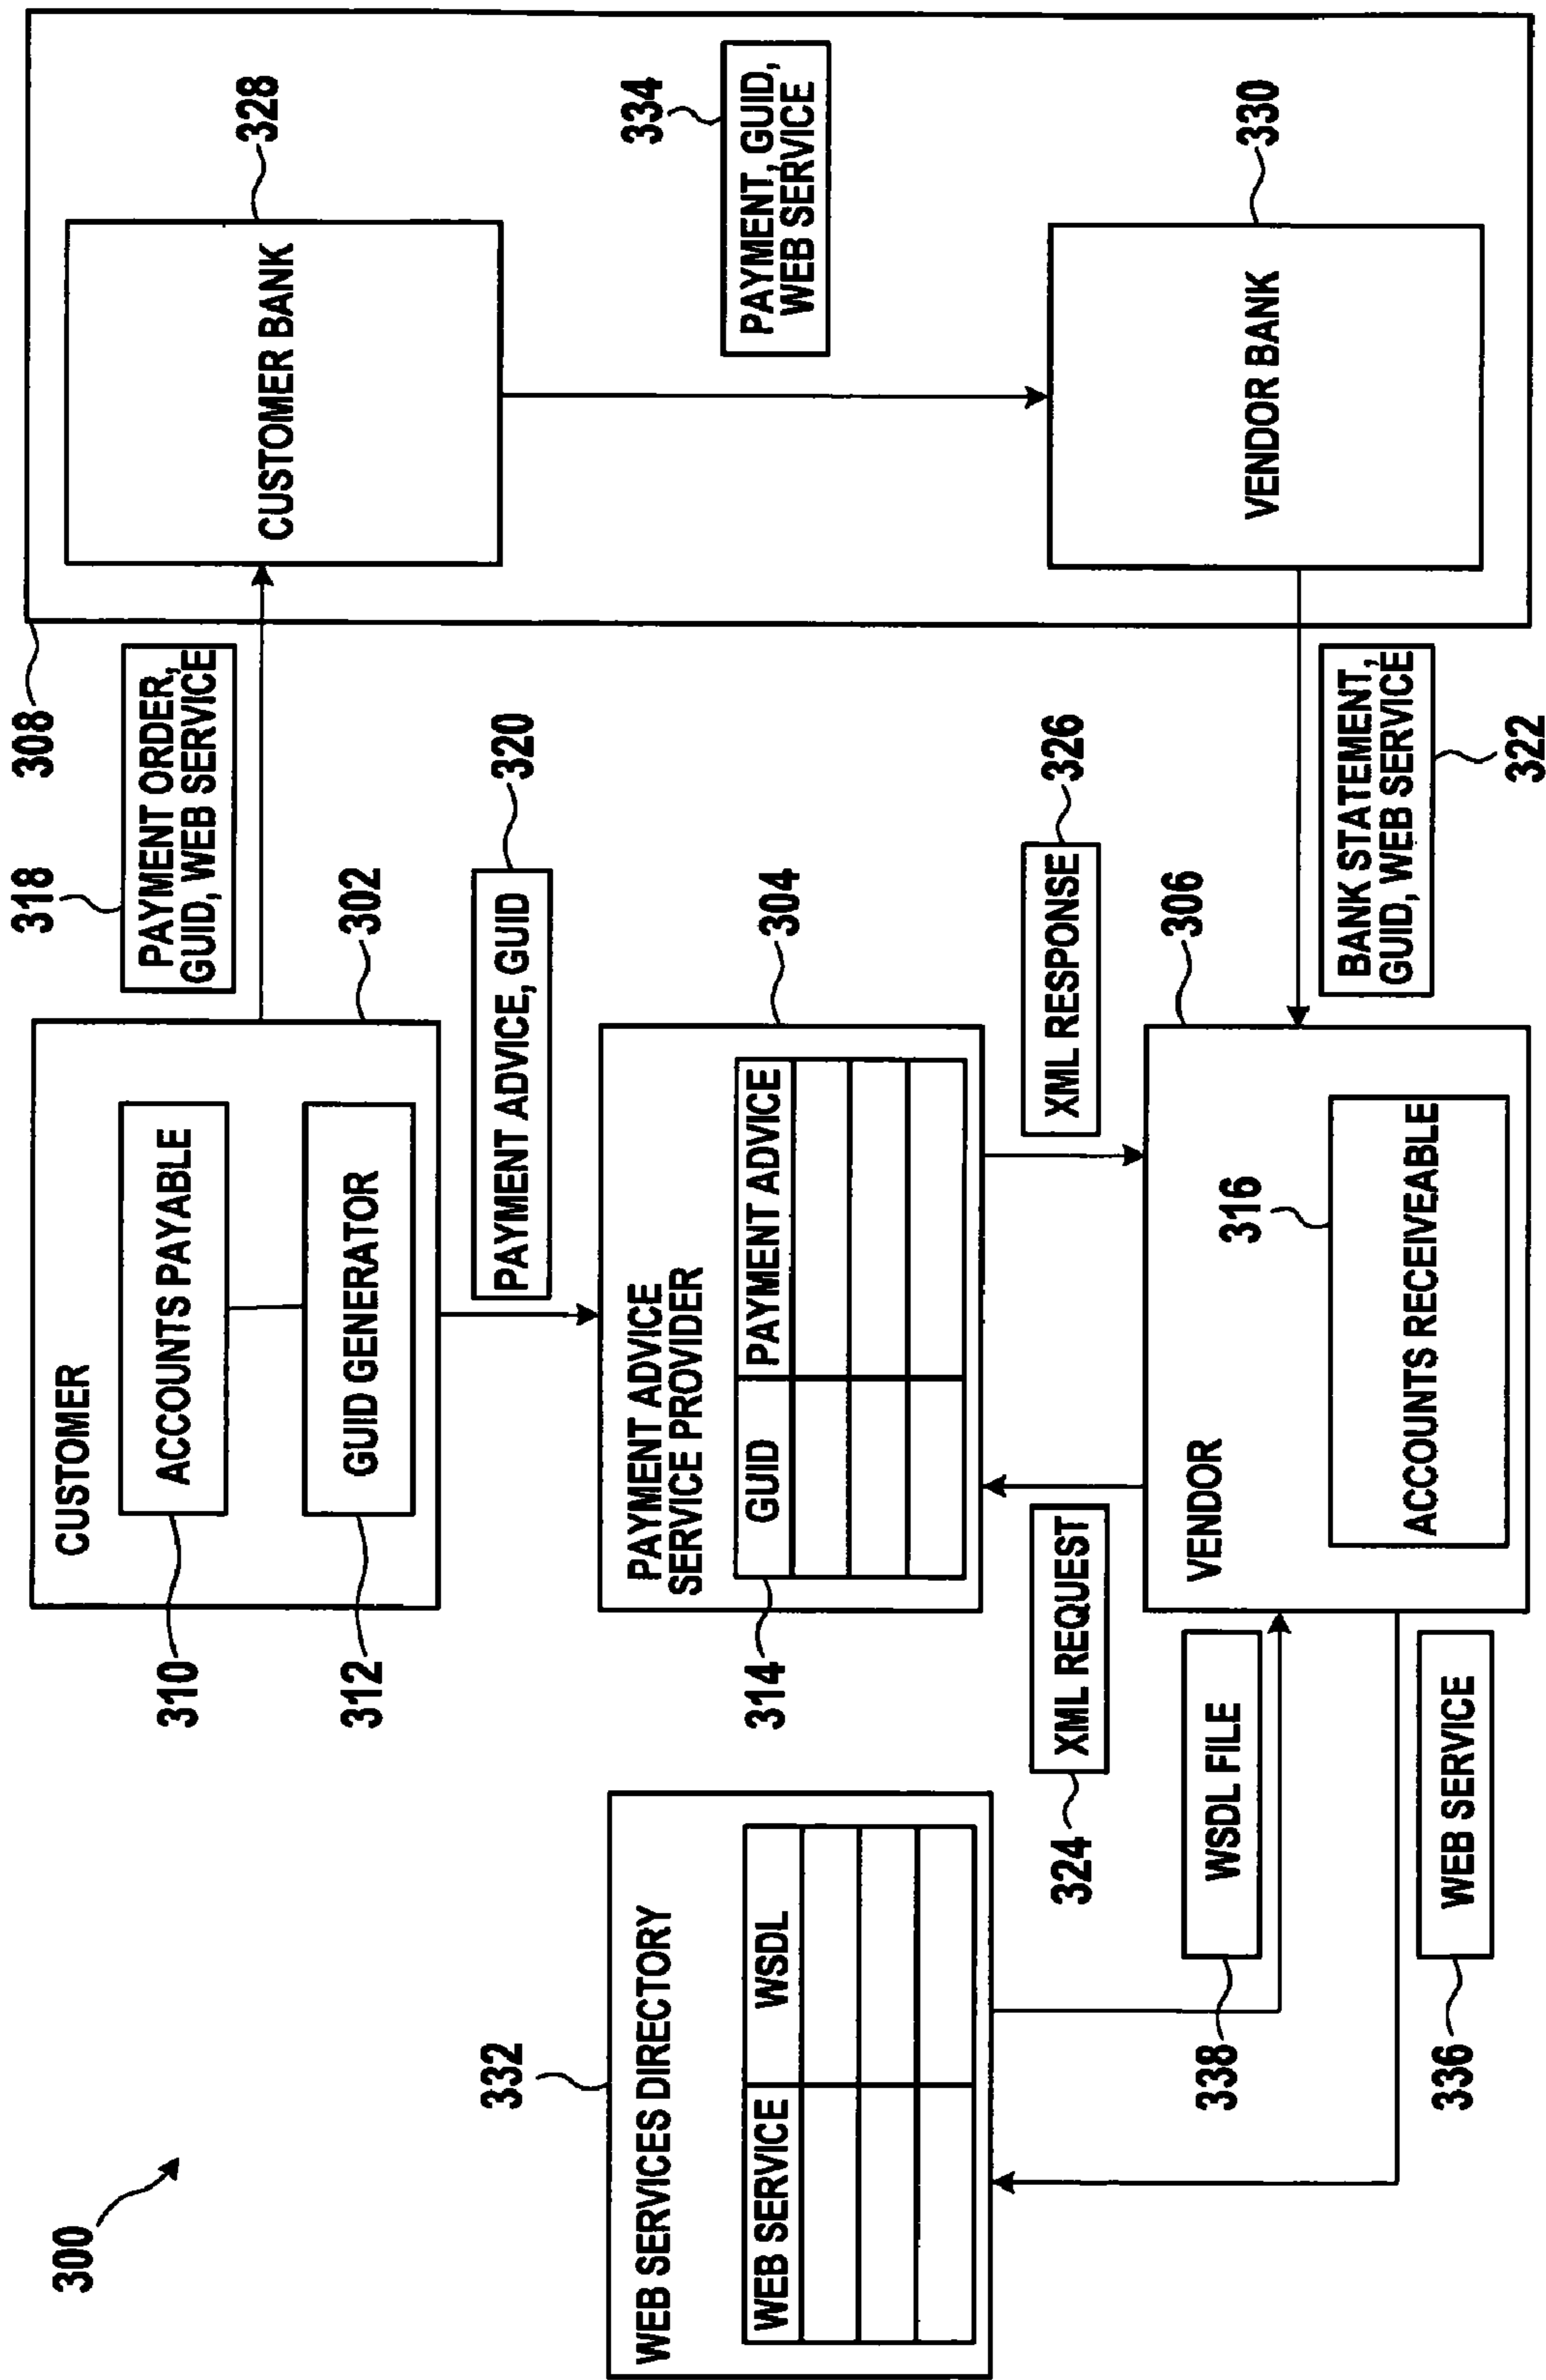 300
308
318
PAYMENT ORDER,
GUID, WEB SERVICE
328
CUSTOMER BANK
334
PAYMENT, GUID,
WEB SERVICE
330
VENDOR BANK
302
CUSTOMER
310
ACCOUNTS PAYABLE
312
GUID GENERATOR
320
PAYMENT ADVICE, GUID
304
PAYMENT ADVICE
SERVICE PROVIDER
314
GUID
PAYMENT ADVICE
332
WEB SERVICES DIRECTORY
WEB SERVICE
WSDL
324
XML REQUEST
326
XML RESPONSE
306
VENDOR
316
ACCOUNTS RECEIVEABLE
338
WSDL FILE
336
WEB SERVICE
BANK STATEMENT,
GUID, WEB SERVICE
322